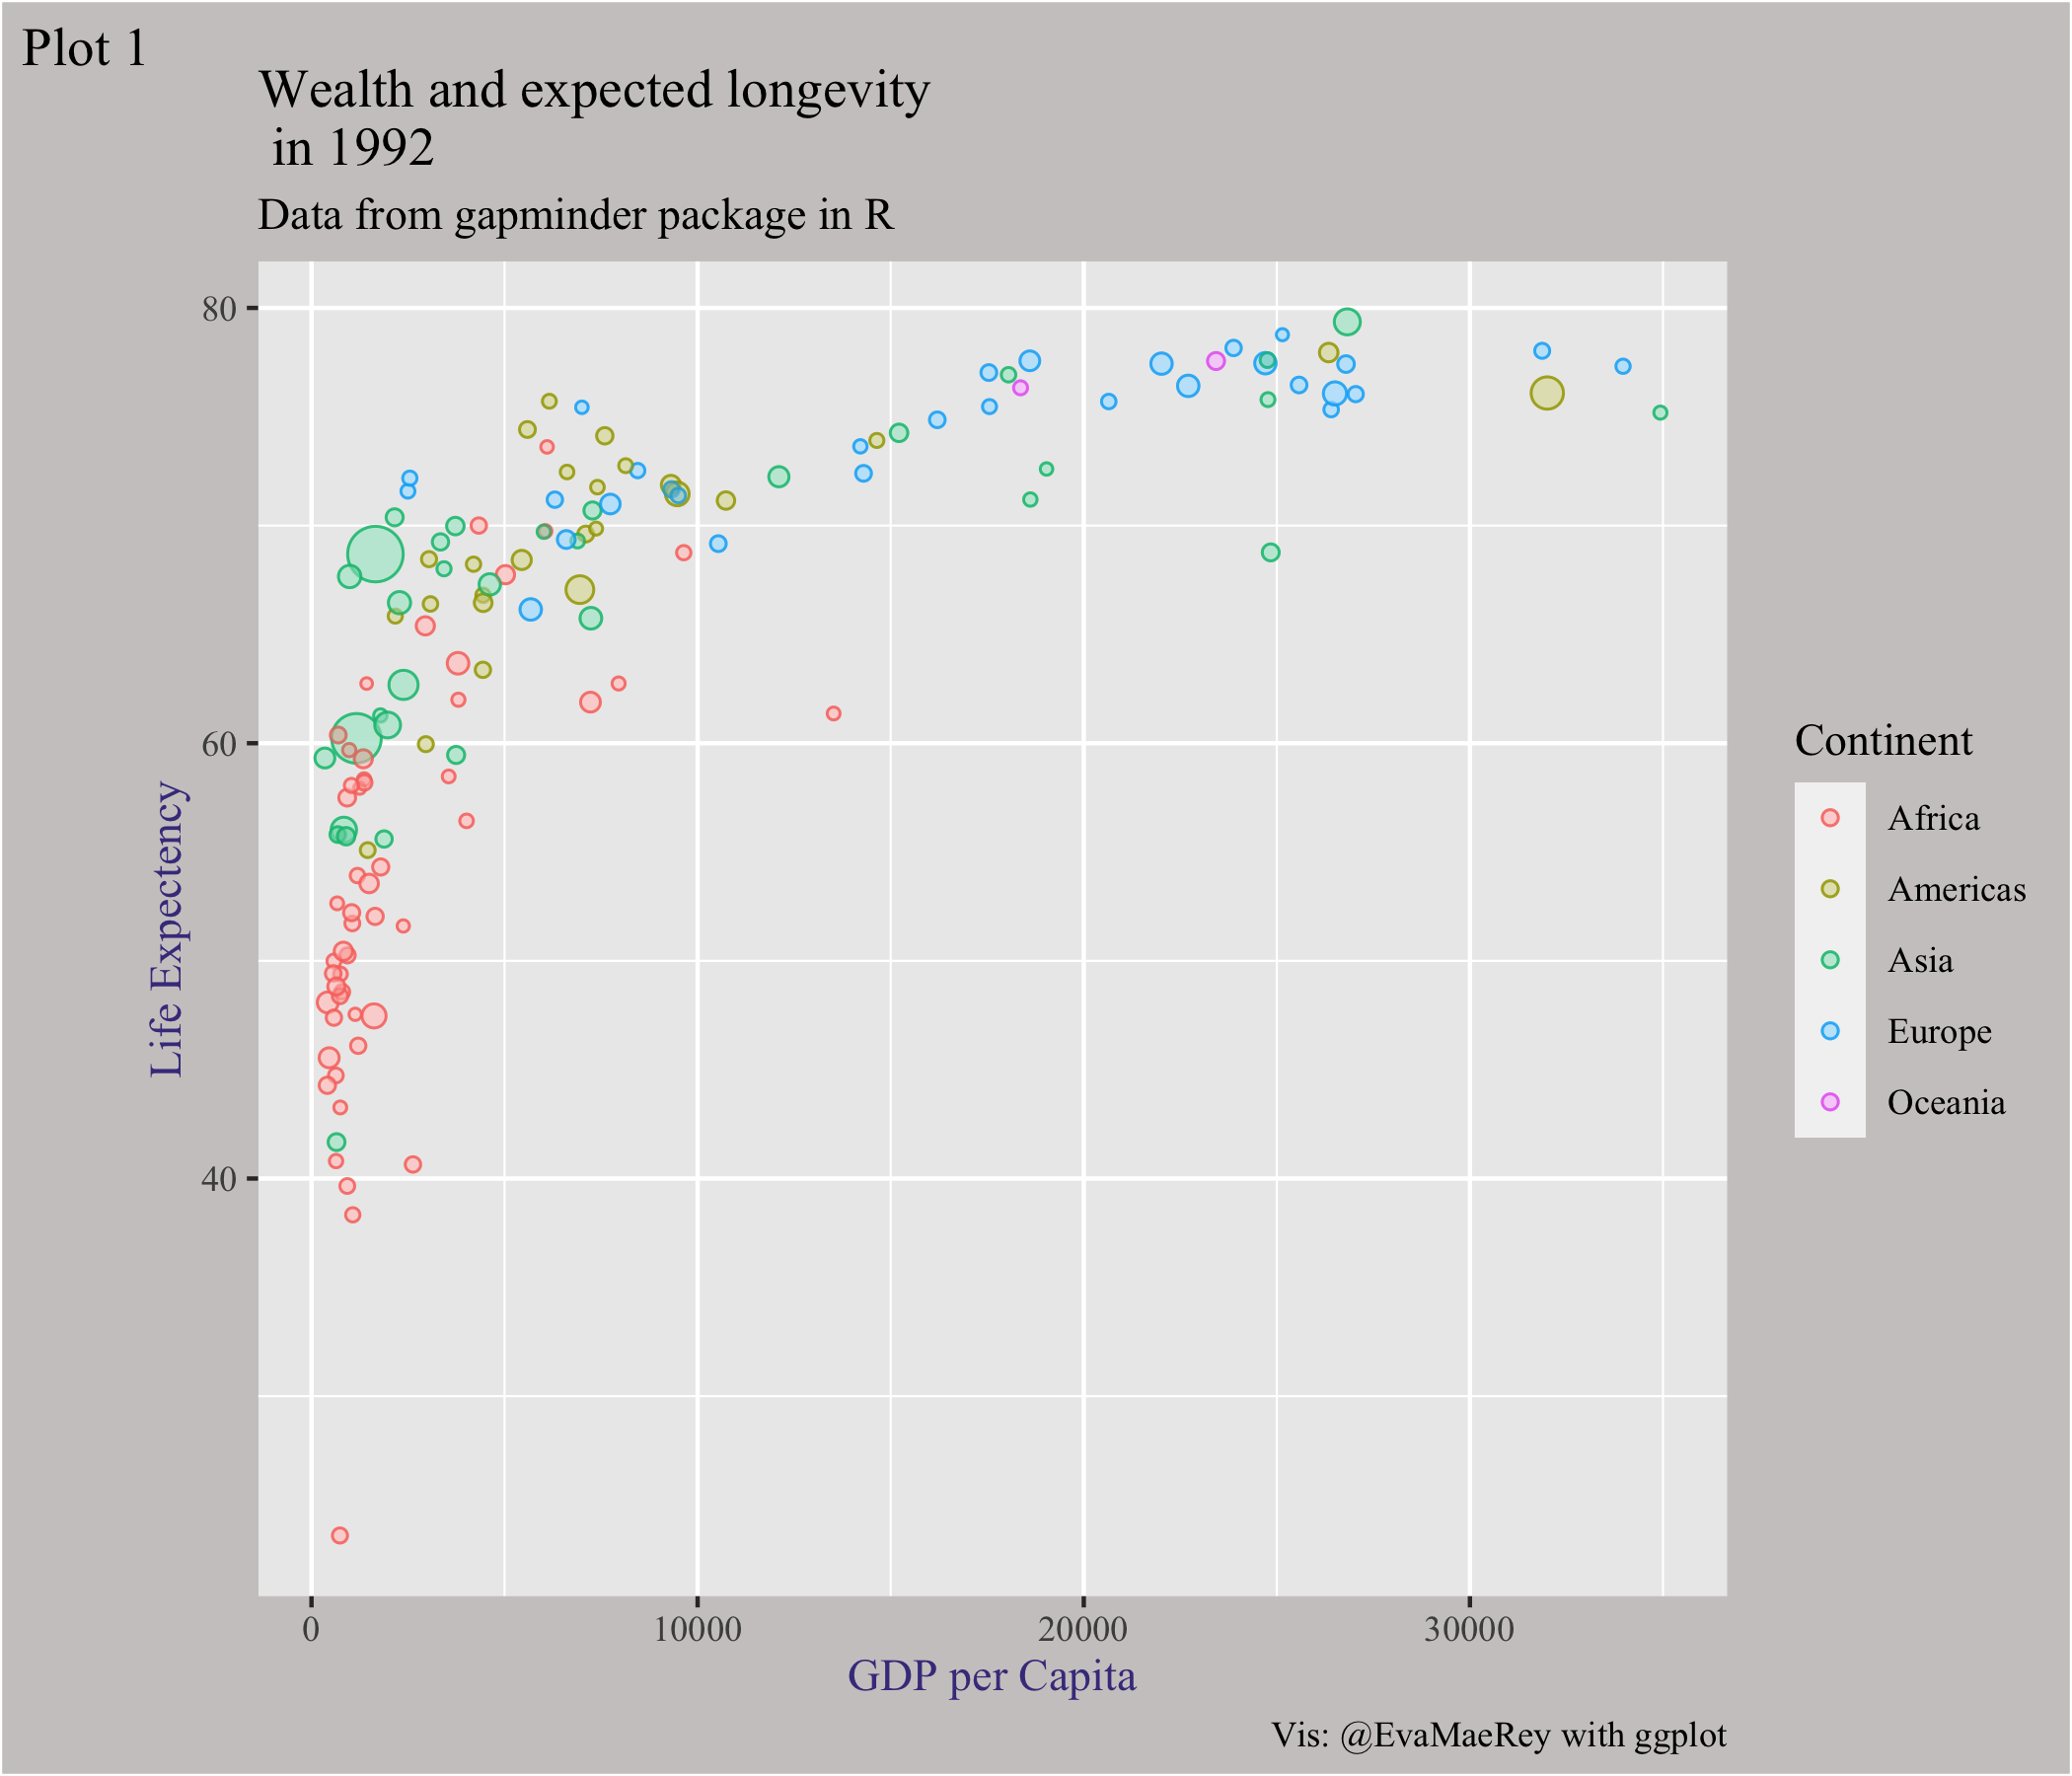 Plot 1
Wealth and expected longevity
in 1992
Data from gapminder package in R
80
60
40
Life Expectency
0 10000 20000 30000
GDP per Capita
Continent
Africa
Americas
Asia
Europe
Oceania
Vis: @EvaMaeRey with ggplot